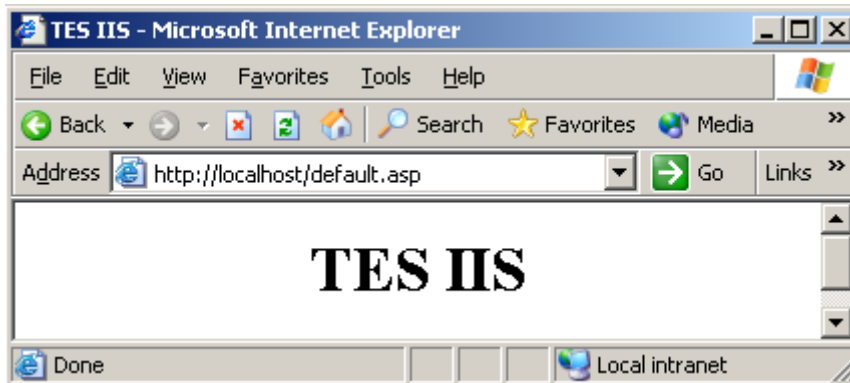 TES IIS - Microsoft Internet Explorer
File Edit View Favorites Tools Help
Back Search Favorites Media »
Address http://localhost/default.asp Go Links »
TES IIS
Done Local intranet